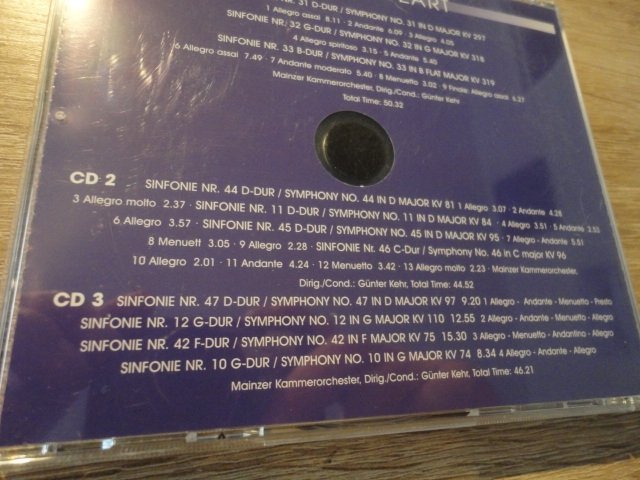 ZART
NR. 31 D-DUR / SYMPHONY NO. 31 IN D MAJOR KV 297
1 Allegro assai 8.11 · 2 Andante 6.09 · 3 Allegro 4.05
SINFONIE NR. 32 G-DUR / SYMPHONY NO. 32 IN G MAJOR KV 318
4 Allegro spiritoso 3.15 · 5 Andante 5.40
SINFONIE NR. 33 B-DUR / SYMPHONY NO. 33 IN B FLAT MAJOR KV 319
6 Allegro assai 7.49 · 7 Andante moderato 5.40 · 8 Menuetto 3.02 · 9 Finale: Allegro assai 6.27
Mainzer Kammerorchester, Dirig./Cond.: Günter Kehr
Total Time: 50.32
CD 2 SINFONIE NR. 44 D-DUR / SYMPHONY NO. 44 IN D MAJOR KV 81 1 Allegro 3.07 · 2 Andante 4.28
3 Allegro molto 2.37 · SINFONIE NR. 11 D-DUR / SYMPHONY NO. 11 IN D MAJOR KV 84 · 4 Allegro 3.51 · 5 Andante 3.53
6 Allegro 3.57 · SINFONIE NR. 45 D-DUR / SYMPHONY NO. 45 IN D MAJOR KV 95 · 7 Allegro - Andante 5.51
8 Menuett 3.05 · 9 Allegro 2.28 · SINFONIE NR. 46 C-Dur / Symphony No. 46 in C major KV 96
10 Allegro 2.01 · 11 Andante 4.24 · 12 Menuetto 3.42 · 13 Allegro molto 2.23 · Mainzer Kammerorchester,
Dirig./Cond.: Günter Kehr, Total Time: 44.52
CD 3 SINFONIE NR. 47 D-DUR / SYMPHONY NO. 47 IN D MAJOR KV 97 9.20 1 Allegro - Andante - Menuetto - Presto
SINFONIE NR. 12 G-DUR / SYMPHONY NO. 12 IN G MAJOR KV 110 12.55 2 Allegro - Andante - Menuetto - Allegro
SINFONIE NR. 42 F-DUR / SYMPHONY NO. 42 IN F MAJOR KV 75 15.30 3 Allegro - Menuetto - Andantino - Allegro
SINFONIE NR. 10 G-DUR / SYMPHONY NO. 10 IN G MAJOR KV 74 8.34 4 Allegro - Andante - Allegro
Mainzer Kammerorchester, Dirig./Cond.: Günter Kehr, Total Time: 46.21